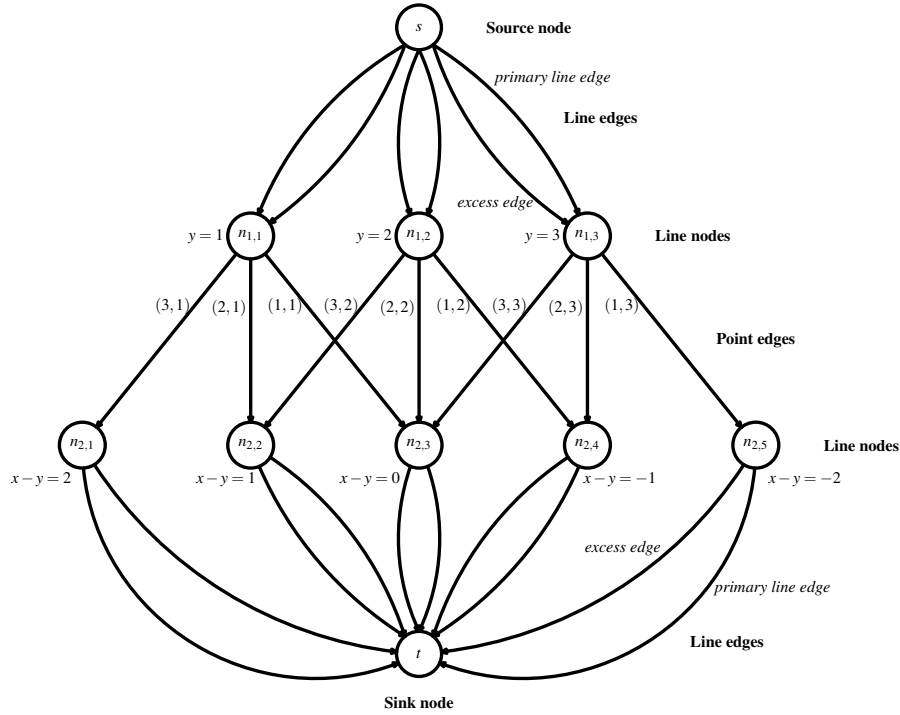 s Source node
primary line edge
Line edges
excess edge
y = 1 n1,1 y = 2 n1,2 y = 3 n1,3 Line nodes
(3,1) (2,1) (1,1) (3,2) (2,2) (1,2) (3,3) (2,3) (1,3)
Point edges
n2,1 n2,2 n2,3 n2,4 n2,5 Line nodes
x − y = 2 x − y = 1 x − y = 0 x − y = −1 x − y = −2
excess edge
primary line edge
Line edges
t
Sink node